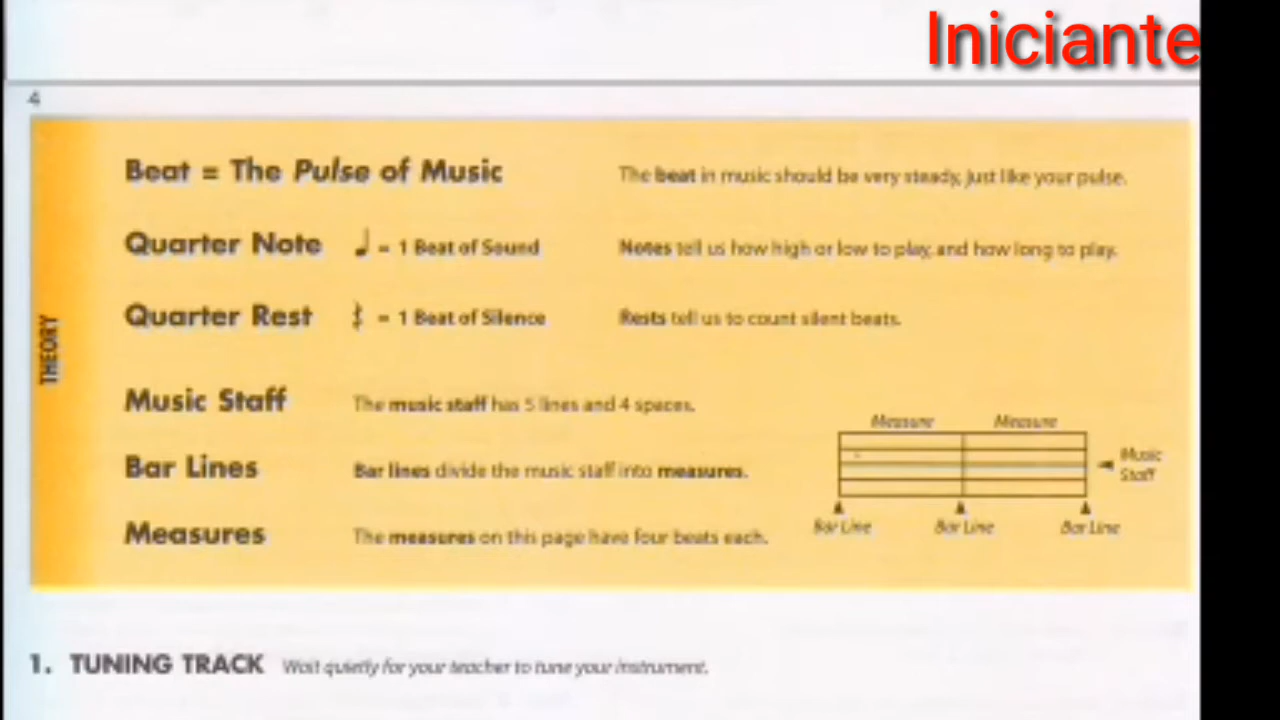 Iniciante
4
THEORY
Beat = The Pulse of Music The beat in music should be very steady, just like your pulse.
Quarter Note ♩ = 1 Beat of Sound Notes tell us how high or low to play, and how long to play.
Quarter Rest 𝄽 = 1 Beat of Silence Rests tell us to count silent beats.
Music Staff The music staff has 5 lines and 4 spaces.
Bar Lines Bar lines divide the music staff into measures.
Measures The measures on this page have four beats each.
Measure Measure
Music
Staff
Bar Line Bar Line Bar Line
1. TUNING TRACK Wait quietly for your teacher to tune your instrument.